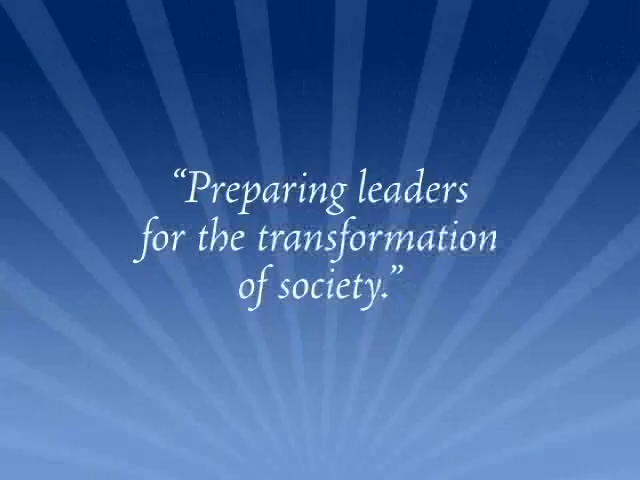 “Preparing leaders
for the transformation
of society.”